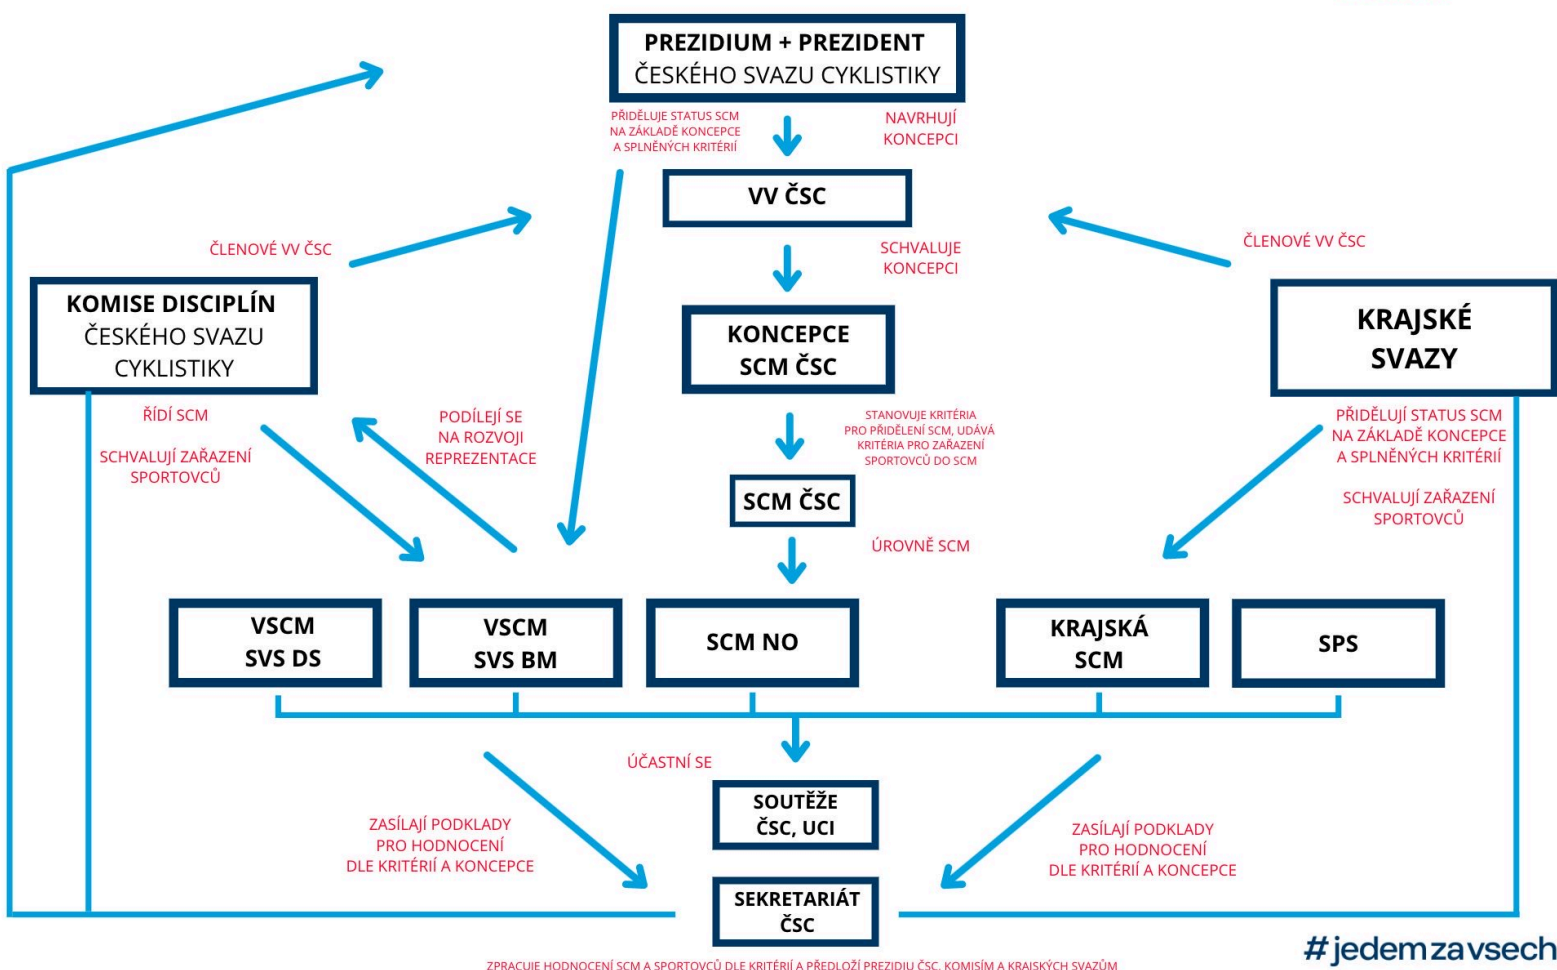 PREZIDIUM + PREZIDENT
ČESKÉHO SVAZU CYKLISTIKY
PŘIDĚLUJE STATUS SCM
NA ZÁKLADĚ KONCEPCE
A SPLNĚNÝCH KRITÉRIÍ
NAVRHUJÍ
KONCEPCI
VV ČSC
ČLENOVÉ VV ČSC
SCHVALUJE
KONCEPCI
ČLENOVÉ VV ČSC
KOMISE DISCIPLÍN
ČESKÉHO SVAZU
CYKLISTIKY
KONCEPCE
SCM ČSC
KRAJSKÉ
SVAZY
ŘÍDÍ SCM
SCHVALUJÍ ZAŘAZENÍ
SPORTOVCŮ
PODÍLEJÍ SE
NA ROZVOJI
REPREZENTACE
STANOVUJE KRITÉRIA
PRO PŘIDĚLENÍ SCM, UDÁVÁ
KRITÉRIA PRO ZAŘAZENÍ
SPORTOVCŮ DO SCM
PŘIDĚLUJÍ STATUS SCM
NA ZÁKLADĚ KONCEPCE
A SPLNĚNÝCH KRITÉRIÍ
SCHVALUJÍ ZAŘAZENÍ
SPORTOVCŮ
SCM ČSC
ÚROVNĚ SCM
VSCM
SVS DS
VSCM
SVS BM
SCM NO
KRAJSKÁ
SCM
SPS
ÚČASTNÍ SE
SOUTĚŽE
ČSC, UCI
ZASÍLAJÍ PODKLADY
PRO HODNOCENÍ
DLE KRITÉRIÍ A KONCEPCE
ZASÍLAJÍ PODKLADY
PRO HODNOCENÍ
DLE KRITÉRIÍ A KONCEPCE
SEKRETARIÁT
ČSC
#jedemzavsech
ZPRACUJE HODNOCENÍ SCM A SPORTOVCŮ DLE KRITÉRIÍ A PŘEDLOŽÍ PREZIDIU ČSC, KOMISÍM A KRAJSKÝCH SVAZŮM